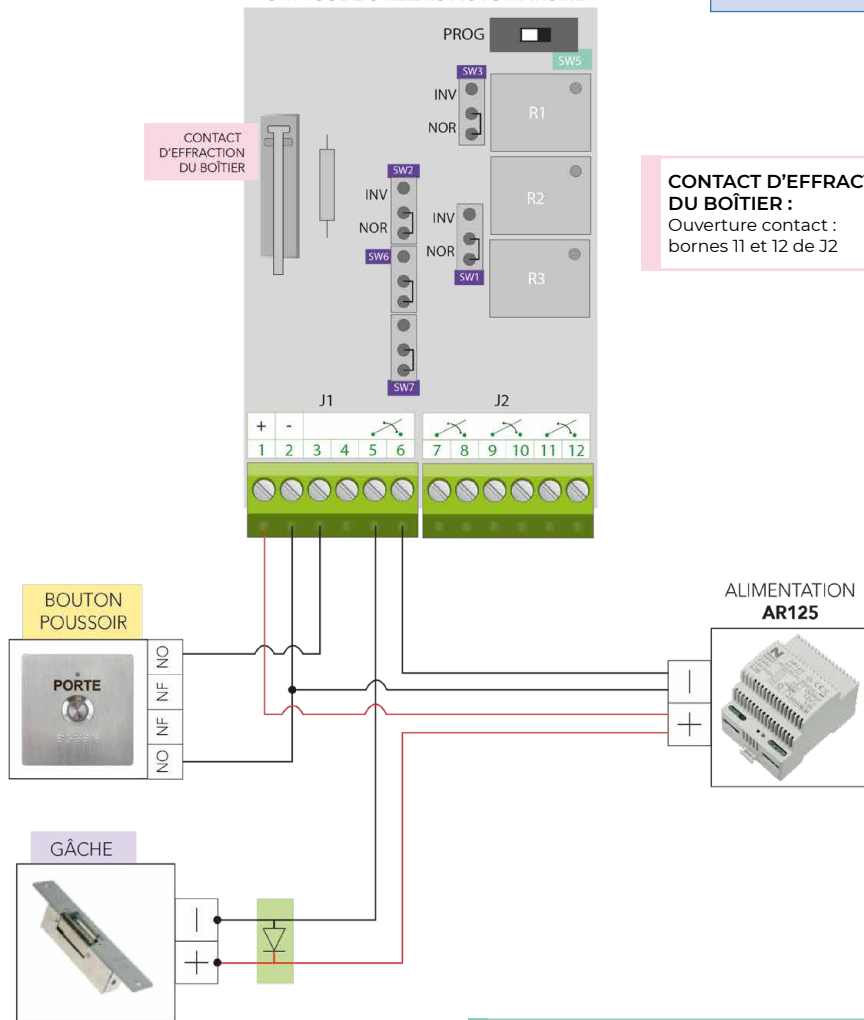 PROG
SW5
SW3
INV
NOR
R1
CONTACT
D'EFFRACTION
DU BOÎTIER
SW2
INV
NOR
SW6
INV
NOR
SW1
R2
R3
SW7
CONTACT D'EFFRACT
DU BOÎTIER :
Ouverture contact :
bornes 11 et 12 de J2
J1
J2
+ -
1 2 3 4 5 6
7 8 9 10 11 12
BOUTON
POUSSOIR
PORTE
NO
NF
NF
NO
ALIMENTATION
AR125
GÂCHE